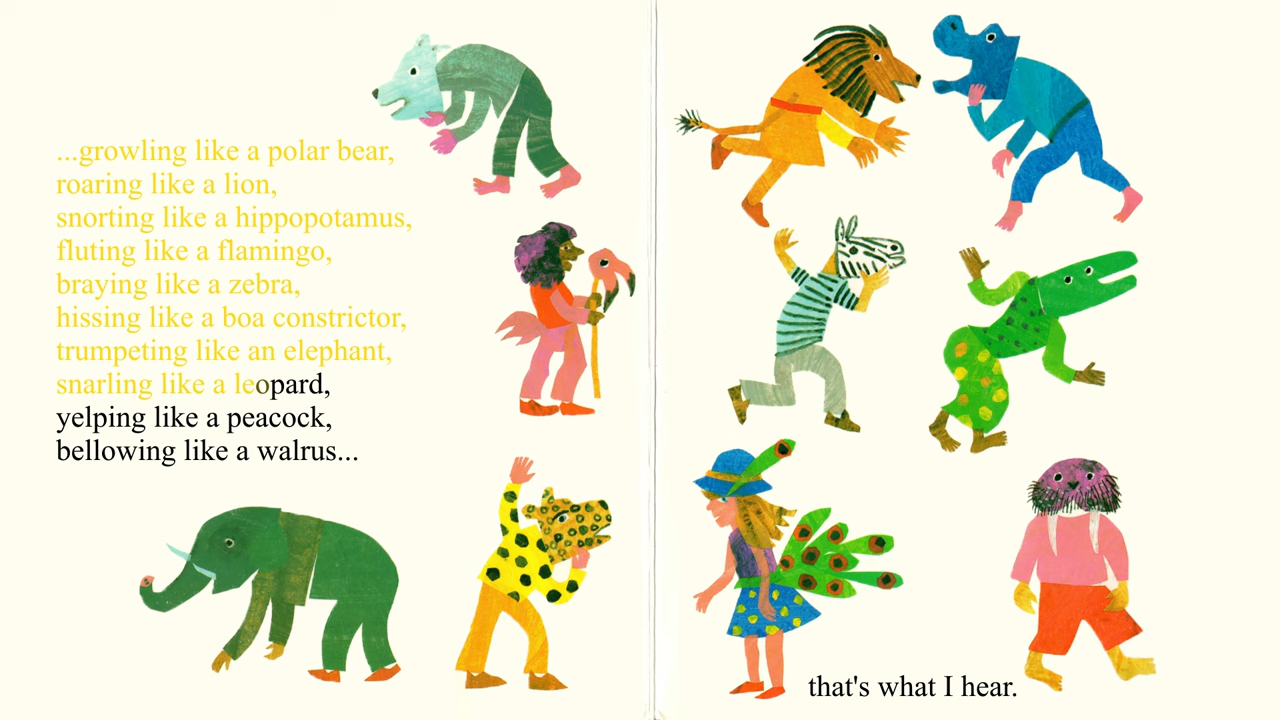 ...growling like a polar bear,
roaring like a lion,
snorting like a hippopotamus,
fluting like a flamingo,
braying like a zebra,
hissing like a boa constrictor,
trumpeting like an elephant,
snarling like a leopard,
yelping like a peacock,
bellowing like a walrus...
that's what I hear.